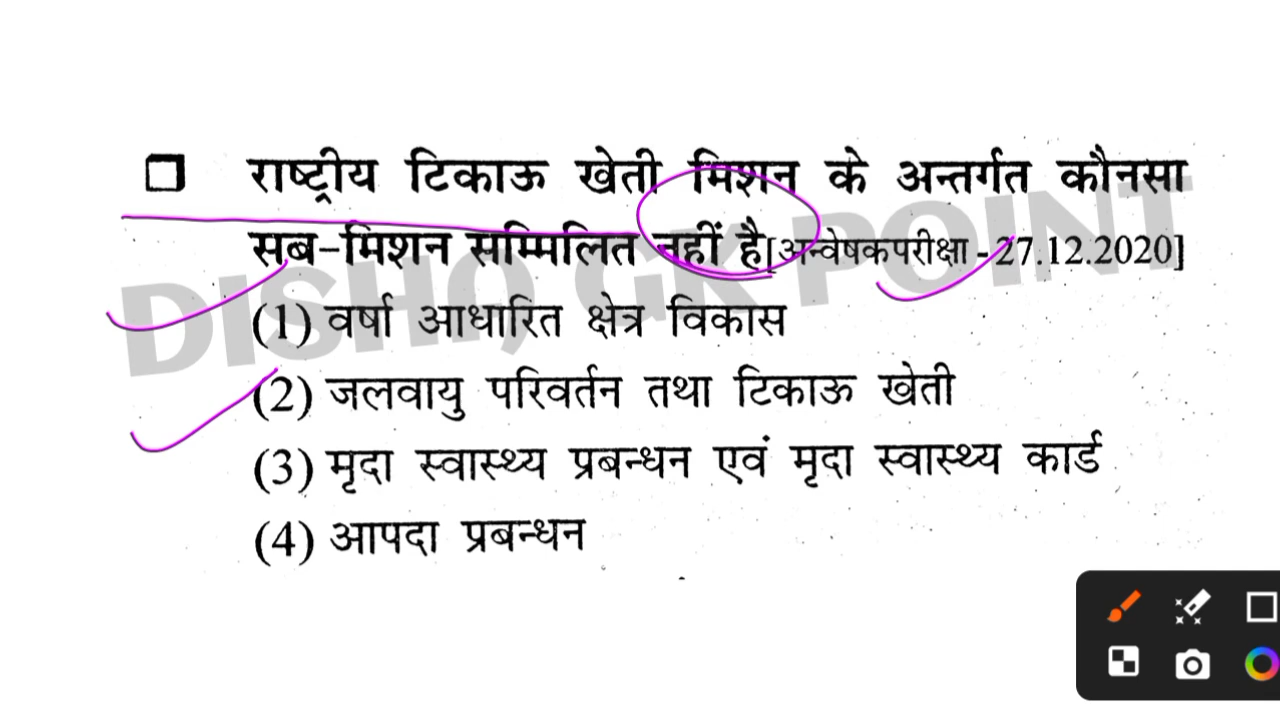 राष्ट्रीय टिकाऊ खेती मिशन के अन्तर्गत कौनसा
सब-मिशन सम्मिलित नहीं है[अन्वेषकपरीक्षा-27.12.2020]
(1) वर्षा आधारित क्षेत्र विकास
(2) जलवायु परिवर्तन तथा टिकाऊ खेती
(3) मृदा स्वास्थ्य प्रबन्धन एवं मृदा स्वास्थ्य कार्ड
(4) आपदा प्रबन्धन
DISHA GK POINT